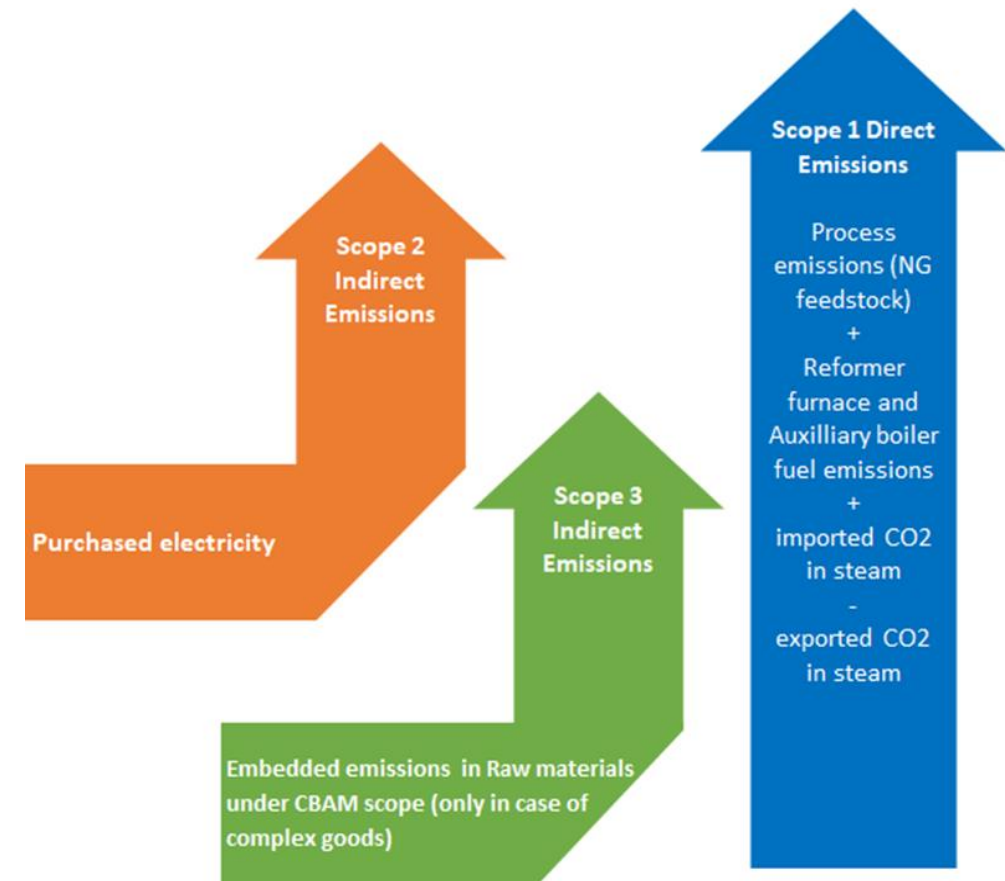 Scope 2
Indirect
Emissions
Purchased electricity
Scope 3
Indirect
Emissions
Embedded emissions in Raw materials
under CBAM scope (only in case of
complex goods)
Scope 1 Direct
Emissions
Process
emissions (NG
feedstock)
+
Reformer
furnace and
Auxilliary boiler
fuel emissions
+
imported CO2
in steam
-
exported CO2
in steam